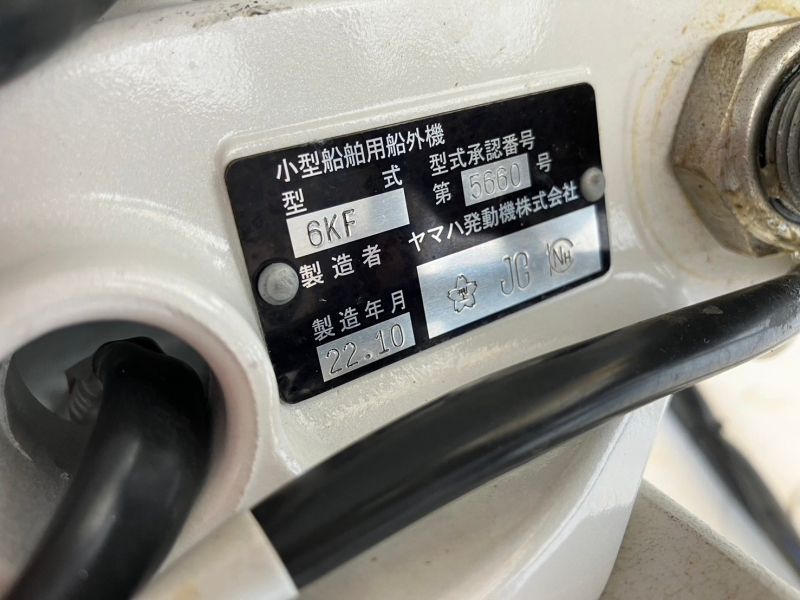 小型船舶用船外機
型式 型式承認番号
6KF 第 5660 号
製造者 ヤマハ発動機株式会社
製造年月 JG NH
22.10